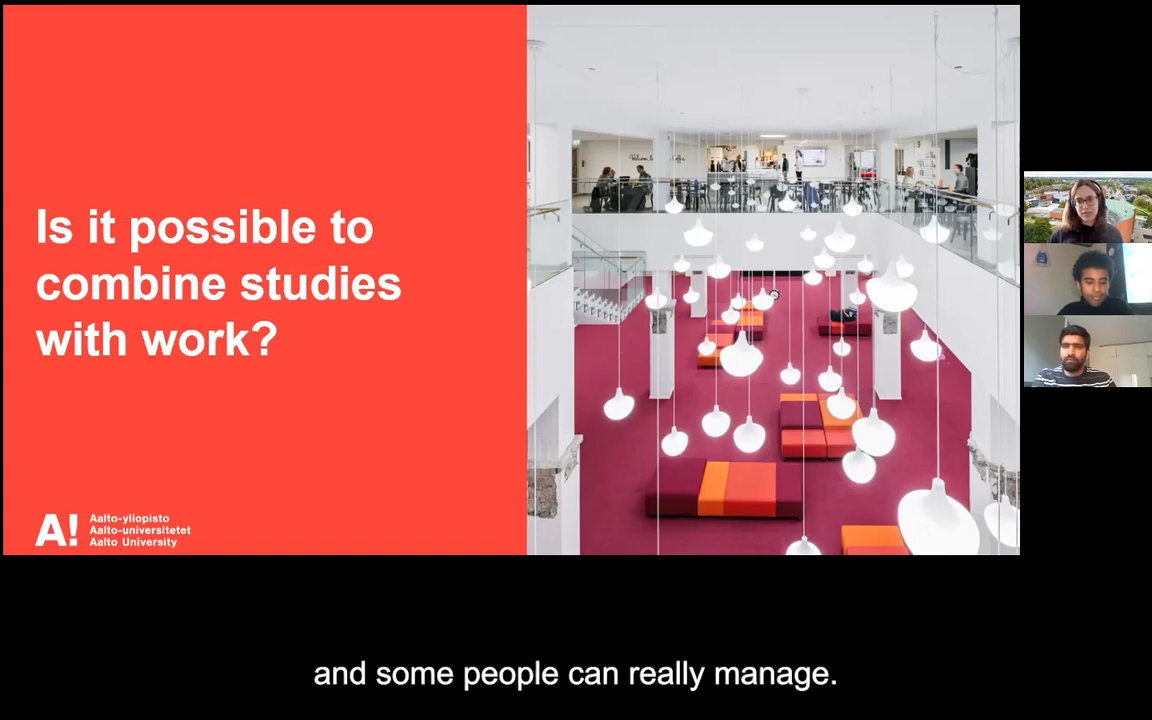 Is it possible to
combine studies
with work?
A!
Aalto-yliopisto
Aalto-universitetet
Aalto University
and some people can really manage.